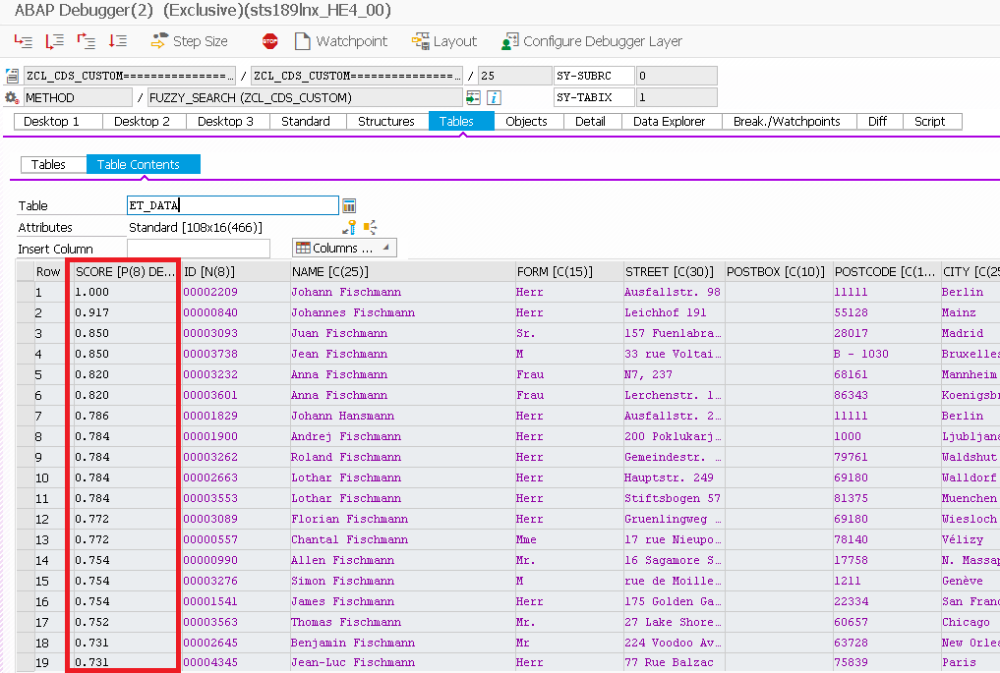 ABAP Debugger(2) (Exclusive)(sts189lnx_HE4_00)
Step Size STOP Watchpoint Layout Configure Debugger Layer
ZCL_CDS_CUSTOM===============… / ZCL_CDS_CUSTOM===============… / 25 SY-SUBRC 0
METHOD / FUZZY_SEARCH (ZCL_CDS_CUSTOM) SY-TABIX 1
Desktop 1 Desktop 2 Desktop 3 Standard Structures Tables Objects Detail Data Explorer Break./Watchpoints Diff Script
Tables Table Contents
Table ET_DATA
Attributes Standard [108x16(466)]
Insert Column Columns ...
Row SCORE [P(8) DE... ID [N(8)] NAME [C(25)] FORM [C(15)] STREET [C(30)] POSTBOX [C(10)] POSTCODE [C(1... CITY [C(25
1 1.000 00002209 Johann Fischmann Herr Ausfallstr. 98 11111 Berlin
2 0.917 00000840 Johannes Fischmann Herr Leichhof 191 55128 Mainz
3 0.850 00003093 Juan Fischmann Sr. 157 Fuenlabra… 28017 Madrid
4 0.850 00003738 Jean Fischmann M 33 rue Voltai… B - 1030 Bruxelles
5 0.820 00003232 Anna Fischmann Frau N7, 237 68161 Mannheim
6 0.820 00003601 Anna Fischmann Frau Lerchenstr. 1… 86343 Koenigsbr
7 0.786 00001829 Johann Hansmann Herr Ausfallstr. 2… 11111 Berlin
8 0.784 00001900 Andrej Fischmann Herr 200 Poklukarj… 1000 Ljubljana
9 0.784 00003262 Roland Fischmann Herr Gemeindestr. … 79761 Waldshut
10 0.784 00002663 Lothar Fischmann Herr Hauptstr. 249 69180 Walldorf
11 0.784 00003553 Lothar Fischmann Herr Stiftsbogen 57 81375 Muenchen
12 0.772 00003089 Florian Fischmann Herr Gruenlingweg … 69180 Wiesloch
13 0.772 00000557 Chantal Fischmann Mme 17 rue Nieupo… 78140 Vélizy
14 0.754 00000990 Allen Fischmann Mr. 16 Sagamore S… 17758 N. Massap
15 0.754 00003276 Simon Fischmann M rue de Moille… 1211 Genève
16 0.754 00001541 James Fischmann Herr 175 Golden Ga… 22334 San Franc
17 0.752 00003563 Thomas Fischmann Mr. 27 Lake Shore… 60657 Chicago
18 0.731 00002645 Benjamin Fischmann Mr 224 Voodoo Av… 63728 New Orlea
19 0.731 00004345 Jean-Luc Fischmann Herr 77 Rue Balzac 75839 Paris